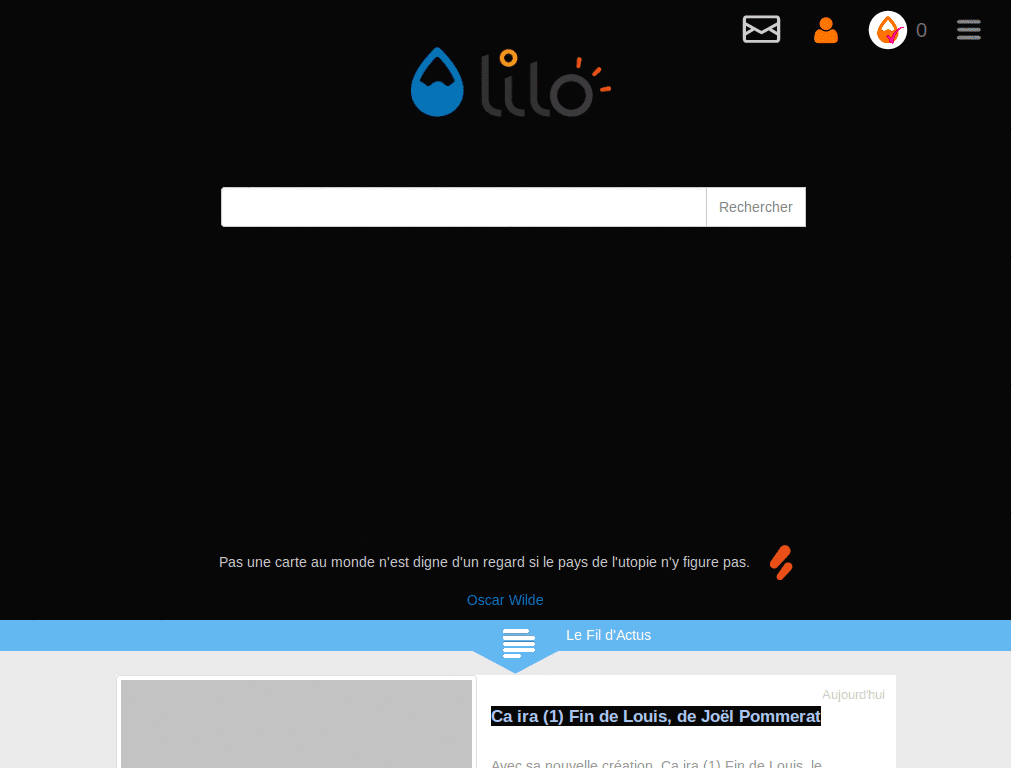 0
lilo
Rechercher
Pas une carte au monde n'est digne d'un regard si le pays de l'utopie n'y figure pas.
Oscar Wilde
Le Fil d'Actus
Aujourd'hui
Ca ira (1) Fin de Louis, de Joël Pommerat
Avec sa nouvelle création, Ca ira (1) Fin de Louis, le